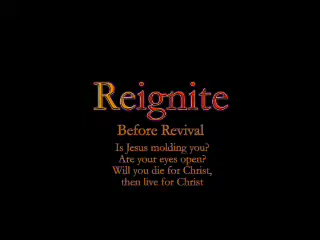 Reignite
Before Revival
Is Jesus molding you?
Are your eyes open?
Will you die for Christ,
then live for Christ